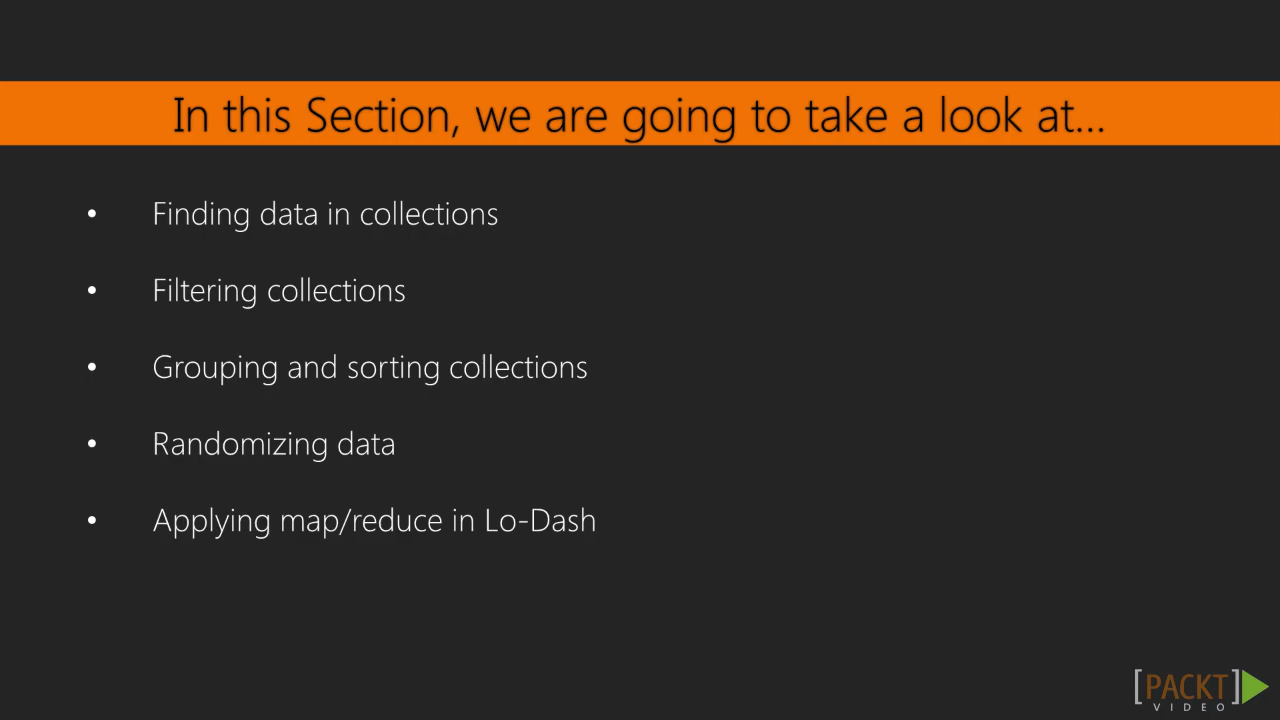 In this Section, we are going to take a look at...
• Finding data in collections
• Filtering collections
• Grouping and sorting collections
• Randomizing data
• Applying map/reduce in Lo-Dash
[PACKT]
VIDEO